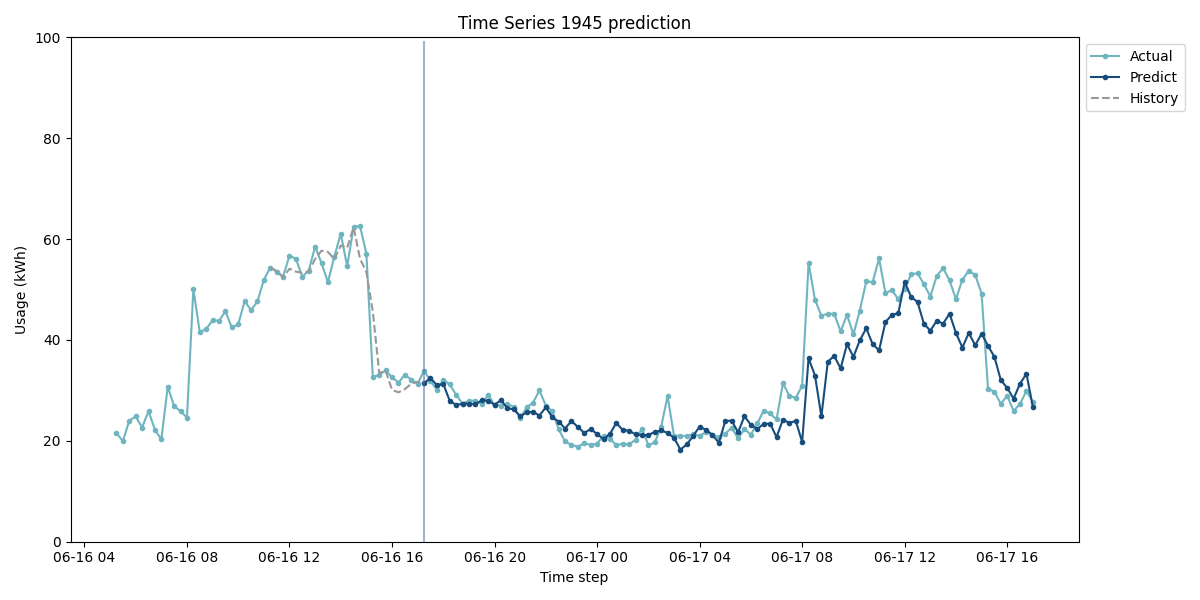 Time Series 1945 prediction
100
80
60
40
20
0
Usage (kWh)
06-16 04
06-16 08
06-16 12
06-16 16
06-16 20
06-17 00
06-17 04
06-17 08
06-17 12
06-17 16
Time step
Actual
Predict
History